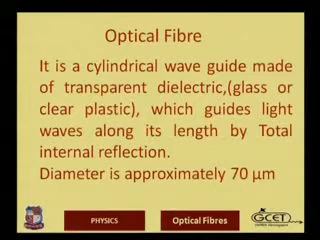 Optical Fibre
It is a cylindrical wave guide made
of transparent dielectric,(glass or
clear plastic), which guides light
waves along its length by Total
internal reflection.
Diameter is approximately 70 µm
PHYSICS
Optical Fibres
GCET